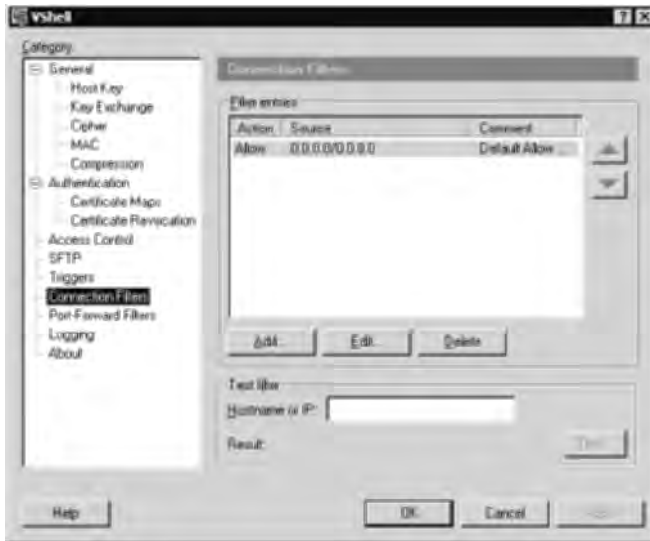 VShell
Category
General
Host Key
Key Exchange
Cipher
MAC
Compression
Authentication
Certificate Maps
Certificate Revocation
Access Control
SFTP
Triggers
Connection Filters
Port-Forward Filters
Logging
About
Connection Filters
Filter entries
Action Source Comment
Allow 0.0.0.0/0.0.0.0 Default Allow ...
Add... Edit... Delete
Test filter
Hostname or IP:
Result:
Test
Help OK Cancel